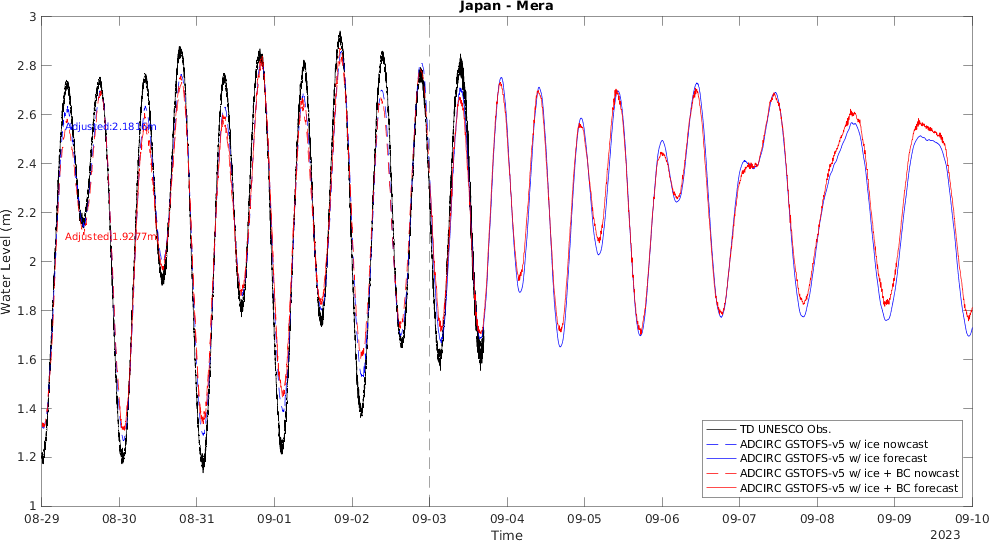 Japan - Mera
3
2.8
2.6
2.4
2.2
2
1.8
1.6
1.4
1.2
1
Water Level (m)
Adjusted:2.1816m
Adjusted:1.9277m
TD UNESCO Obs.
ADCIRC GSTOFS-v5 w/ ice nowcast
ADCIRC GSTOFS-v5 w/ ice forecast
ADCIRC GSTOFS-v5 w/ ice + BC nowcast
ADCIRC GSTOFS-v5 w/ ice + BC forecast
08-29 08-30 08-31 09-01 09-02 09-03 09-04 09-05 09-06 09-07 09-08 09-09 09-10
Time
2023